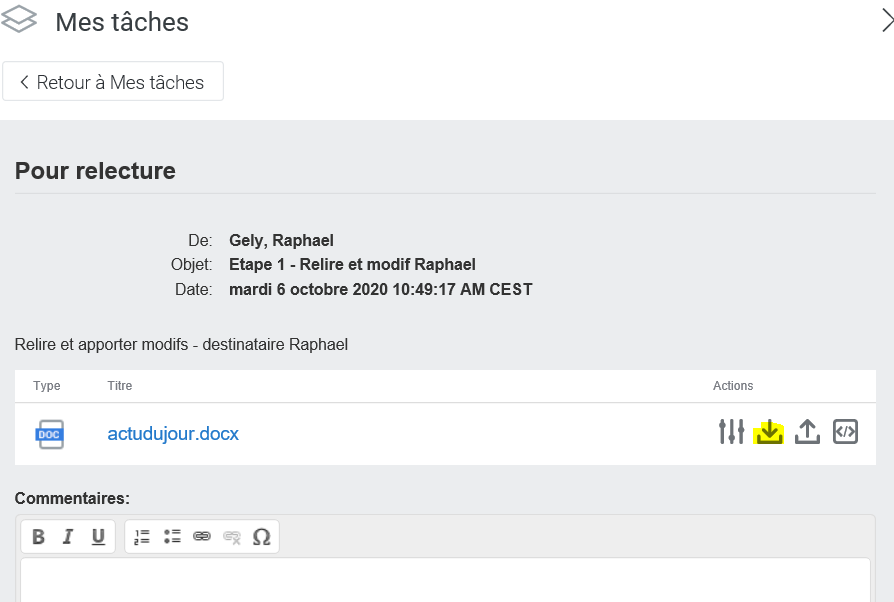 Mes tâches
Retour à Mes tâches
Pour relecture
De: Gely, Raphael
Objet: Etape 1 - Relire et modif Raphael
Date: mardi 6 octobre 2020 10:49:17 AM CEST
Relire et apporter modifs - destinataire Raphael
Type Titre Actions
DOC actudujour.docx </>
Commentaires:
B I U Ω